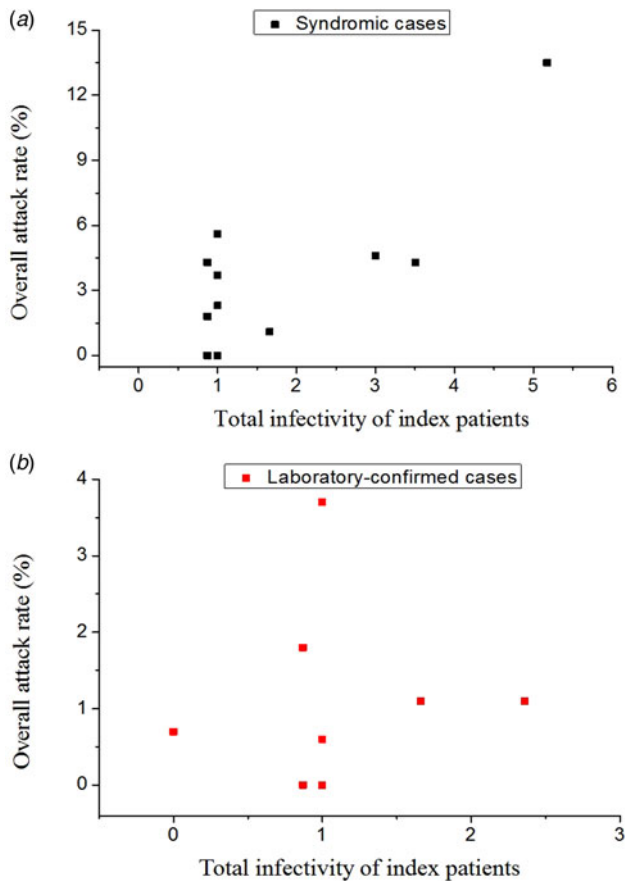 (a)
Syndromic cases
15
12
9
6
3
0
Overall attack rate (%)
0 1 2 3 4 5 6
Total infectivity of index patients
(b)
Laboratory-confirmed cases
4
3
2
1
0
Overall attack rate (%)
0 1 2 3
Total infectivity of index patients